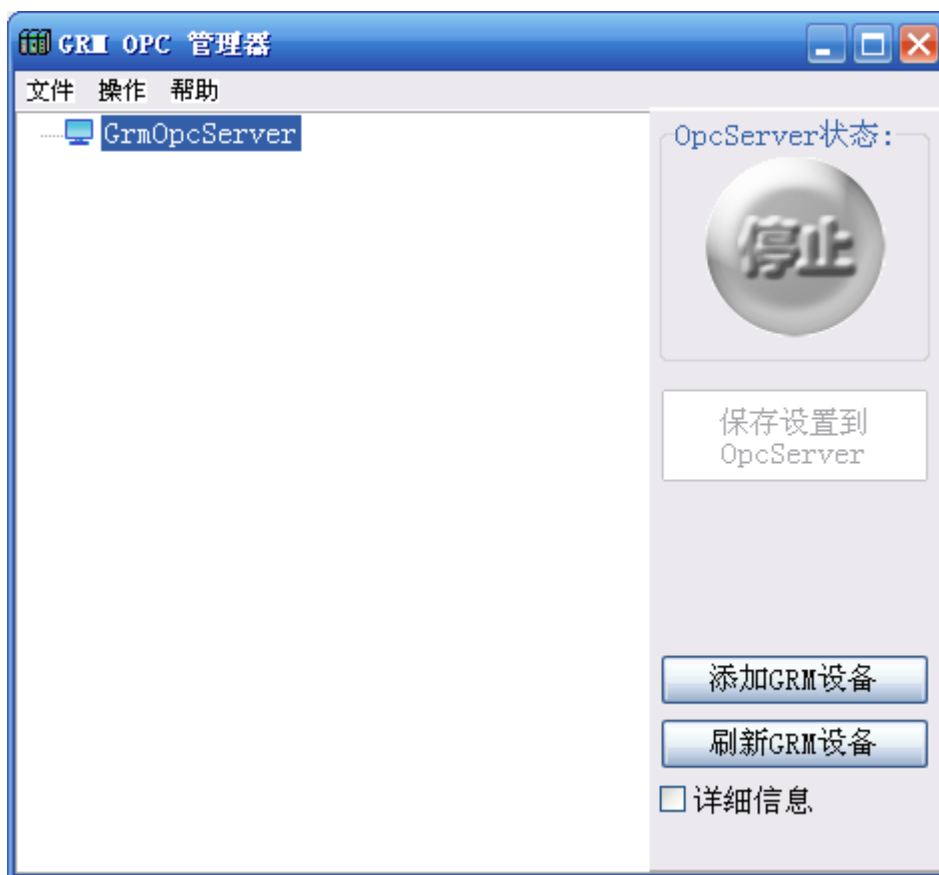 GRM OPC 管理器
文件 操作 帮助
GrmOpcServer
OpcServer状态:
停止
保存设置到
OpcServer
添加GRM设备
刷新GRM设备
详细信息